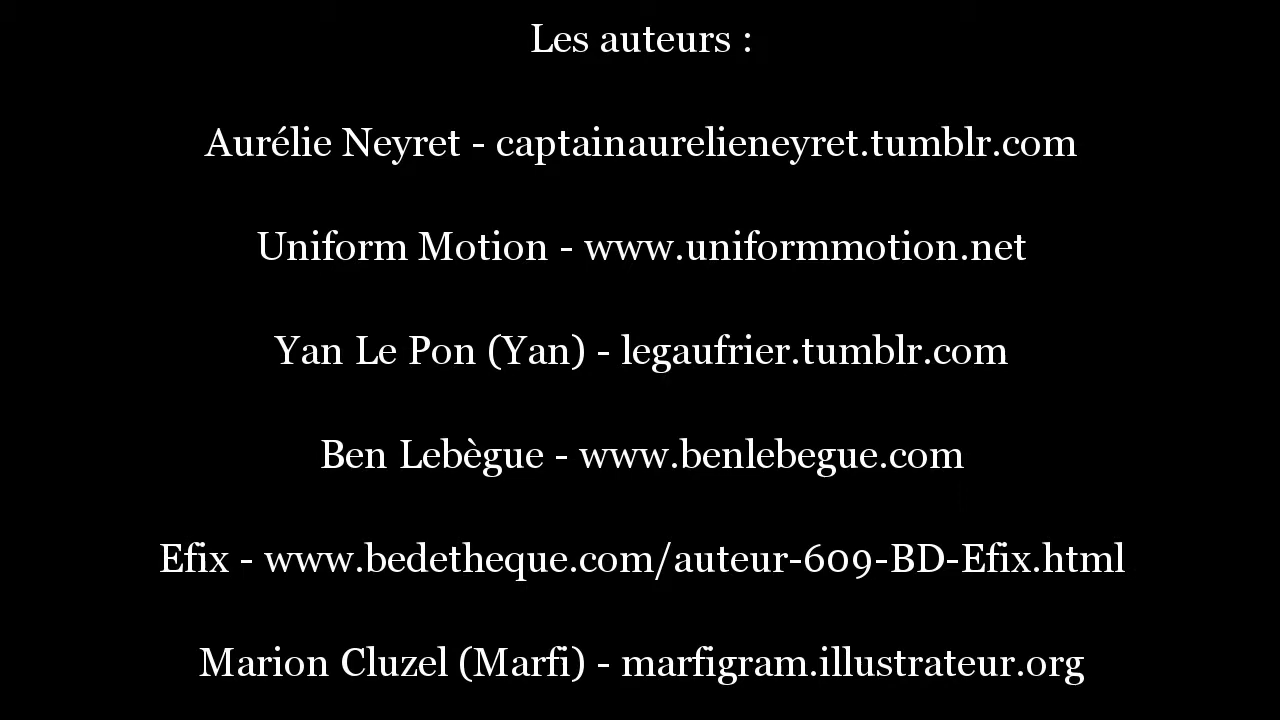 Les auteurs :
Aurélie Neyret - captainaurelieneyret.tumblr.com
Uniform Motion - www.uniformmotion.net
Yan Le Pon (Yan) - legaufrier.tumblr.com
Ben Lebègue - www.benlebegue.com
Efix - www.bedetheque.com/auteur-609-BD-Efix.html
Marion Cluzel (Marfi) - marfigram.illustrateur.org